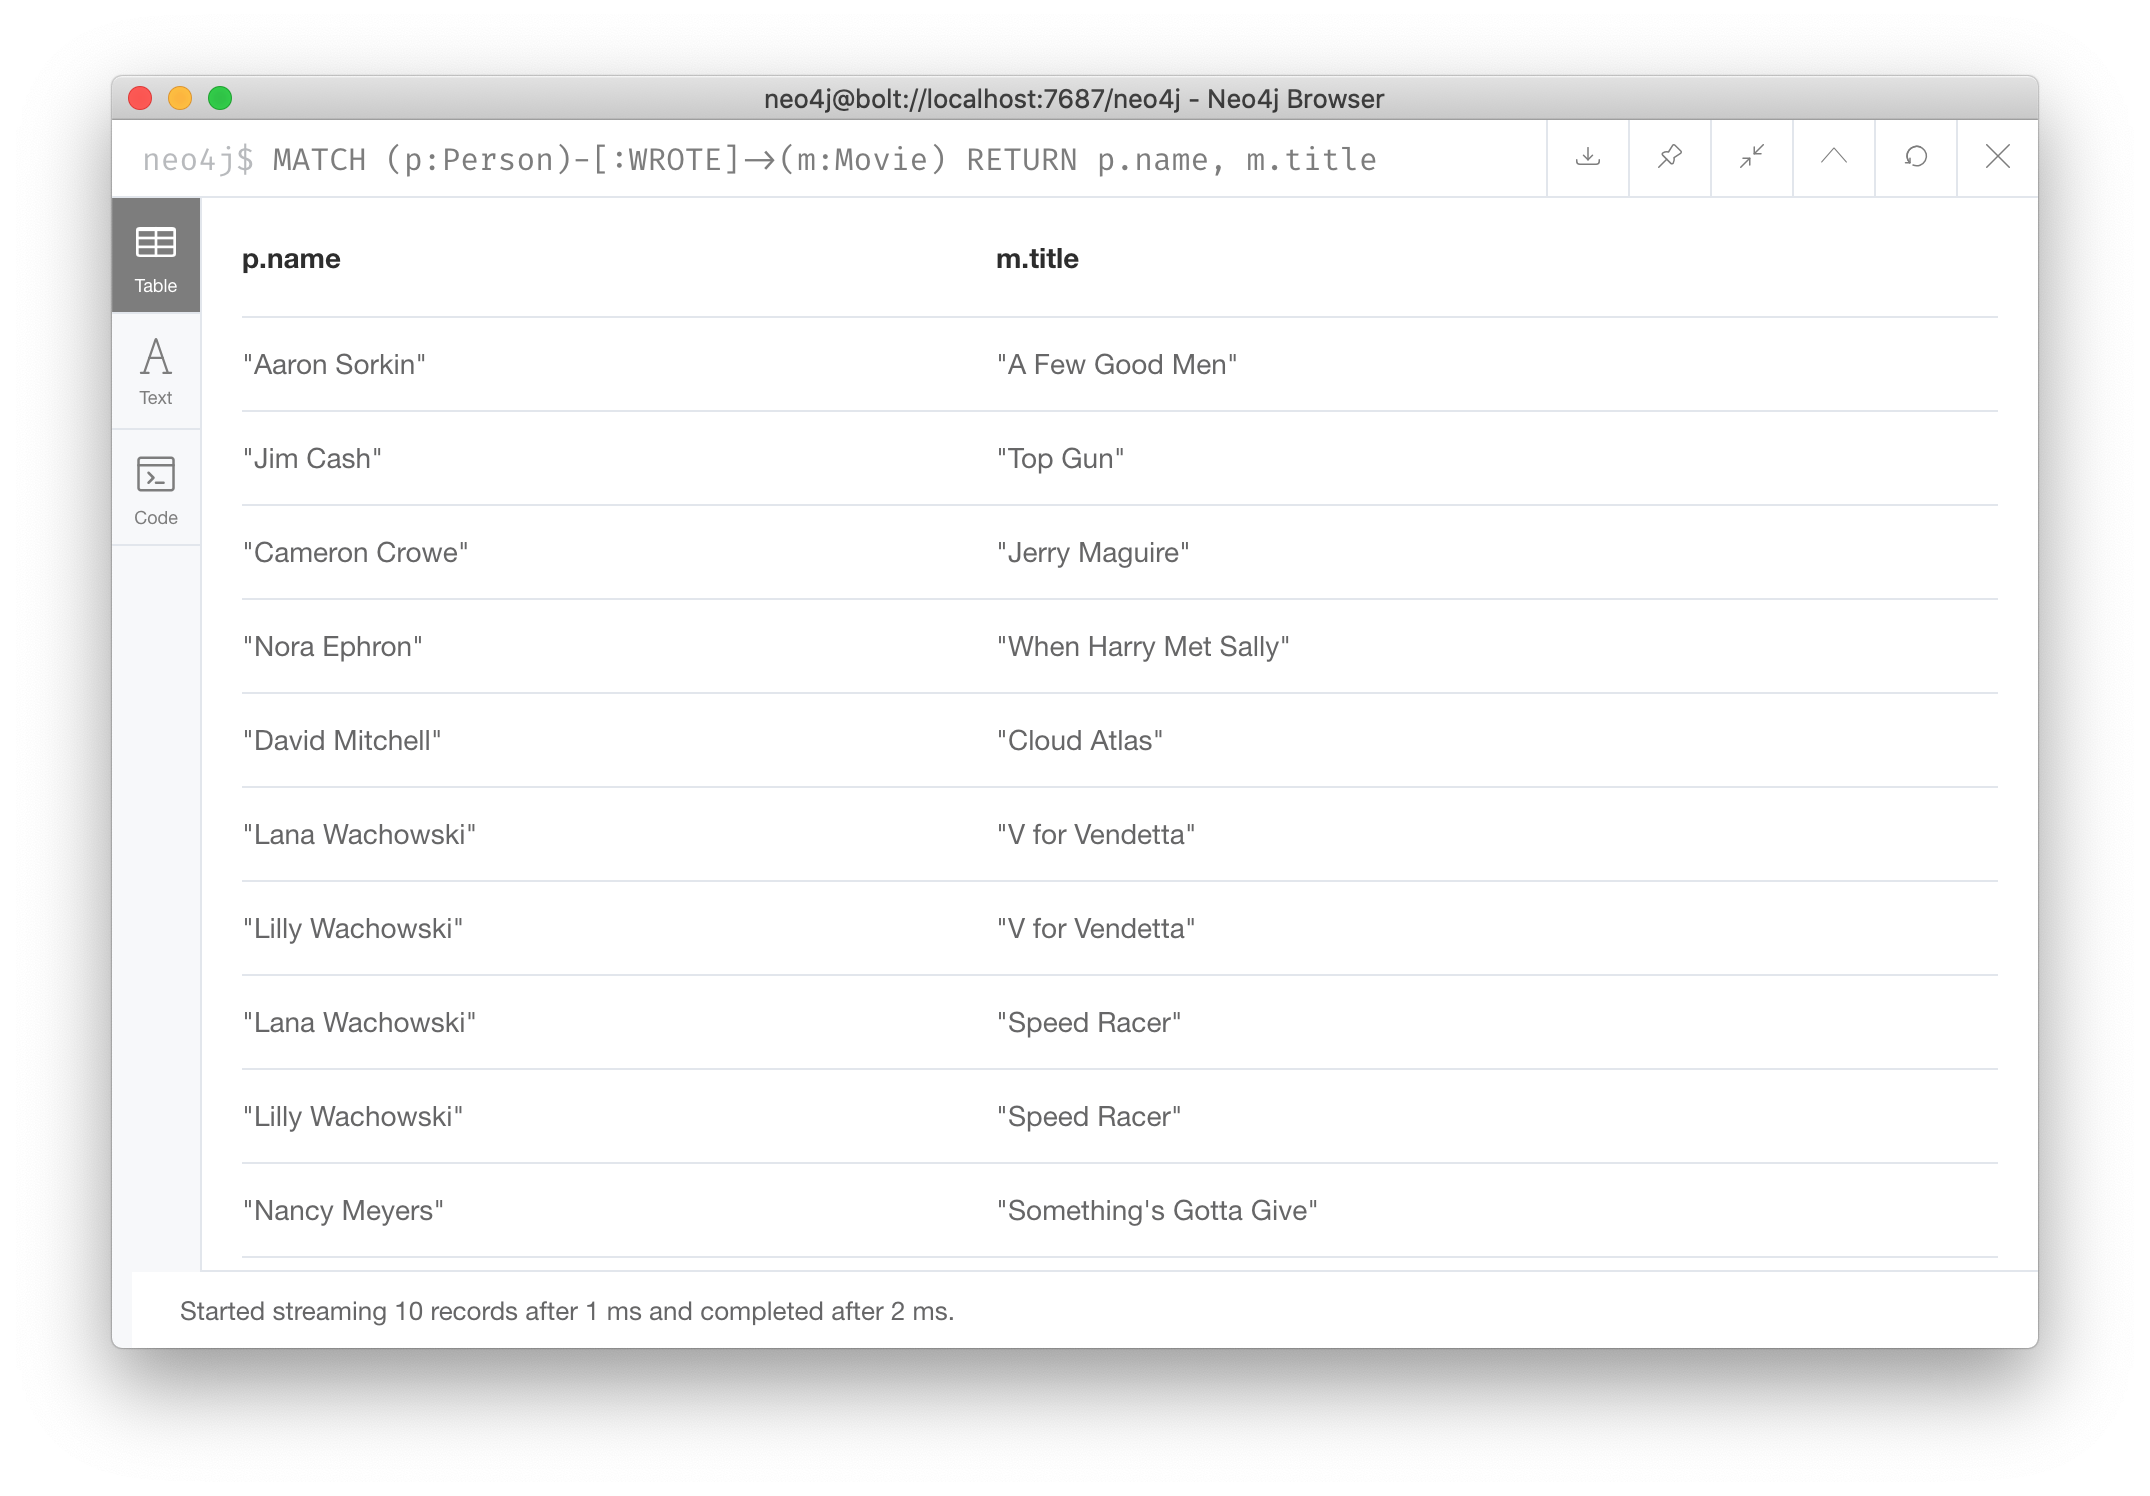 neo4j@bolt://localhost:7687/neo4j - Neo4j Browser
neo4j$ MATCH (p:Person)-[:WROTE]->(m:Movie) RETURN p.name, m.title
Table
Text
Code
p.name m.title
"Aaron Sorkin" "A Few Good Men"
"Jim Cash" "Top Gun"
"Cameron Crowe" "Jerry Maguire"
"Nora Ephron" "When Harry Met Sally"
"David Mitchell" "Cloud Atlas"
"Lana Wachowski" "V for Vendetta"
"Lilly Wachowski" "V for Vendetta"
"Lana Wachowski" "Speed Racer"
"Lilly Wachowski" "Speed Racer"
"Nancy Meyers" "Something's Gotta Give"
Started streaming 10 records after 1 ms and completed after 2 ms.